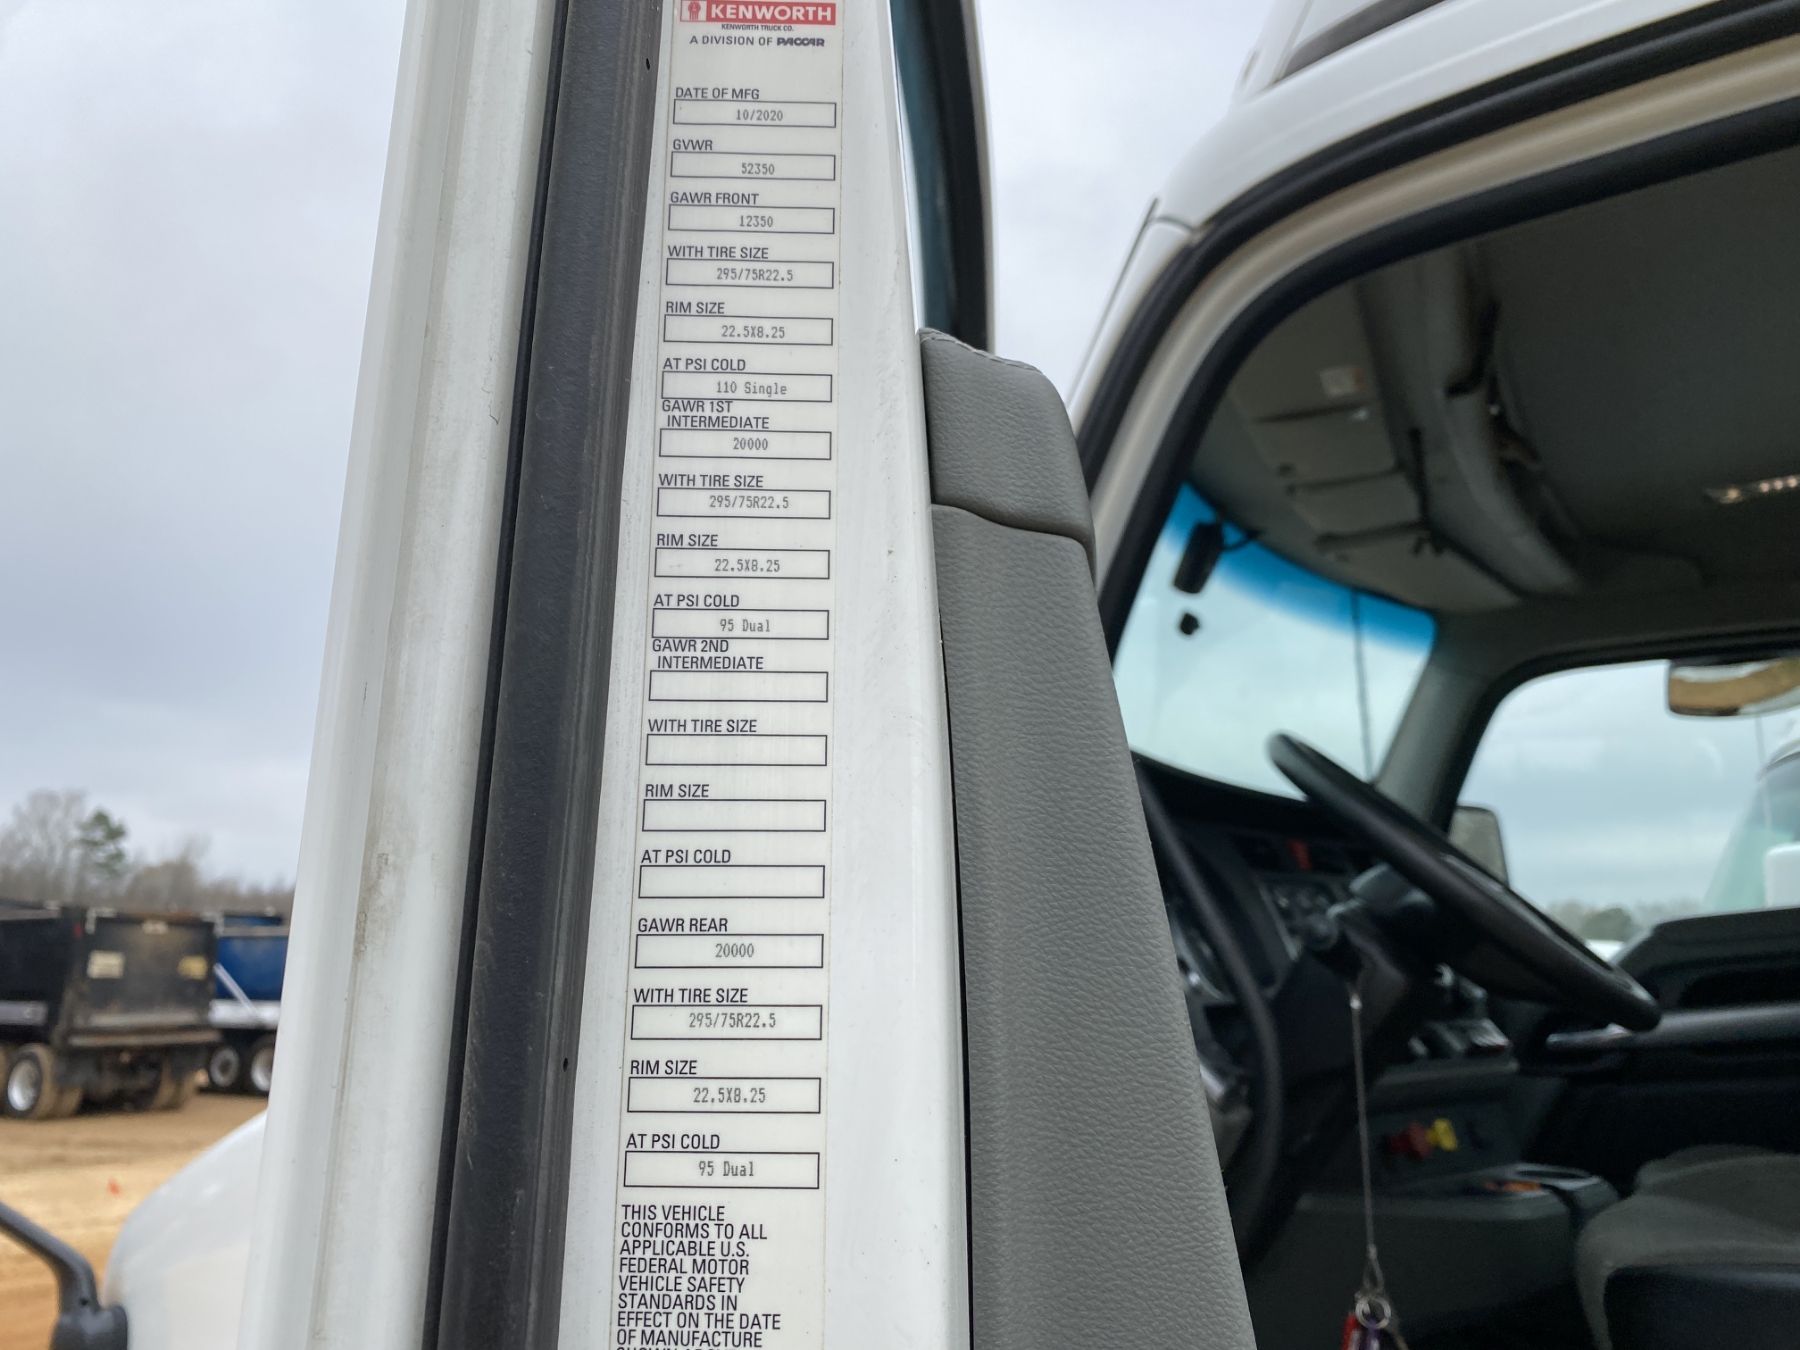 KENWORTH
KENWORTH TRUCK CO.
A DIVISION OF PACCAR
DATE OF MFG
10/2020
GVWR
52350
GAWR FRONT
12350
WITH TIRE SIZE
295/75R22.5
RIM SIZE
22.5X8.25
AT PSI COLD
110 Single
GAWR 1ST
INTERMEDIATE
20000
WITH TIRE SIZE
295/75R22.5
RIM SIZE
22.5X8.25
AT PSI COLD
95 Dual
GAWR 2ND
INTERMEDIATE
WITH TIRE SIZE
RIM SIZE
AT PSI COLD
GAWR REAR
20000
WITH TIRE SIZE
295/75R22.5
RIM SIZE
22.5X8.25
AT PSI COLD
95 Dual
THIS VEHICLE
CONFORMS TO ALL
APPLICABLE U.S.
FEDERAL MOTOR
VEHICLE SAFETY
STANDARDS IN
EFFECT ON THE DATE
OF MANUFACTURE